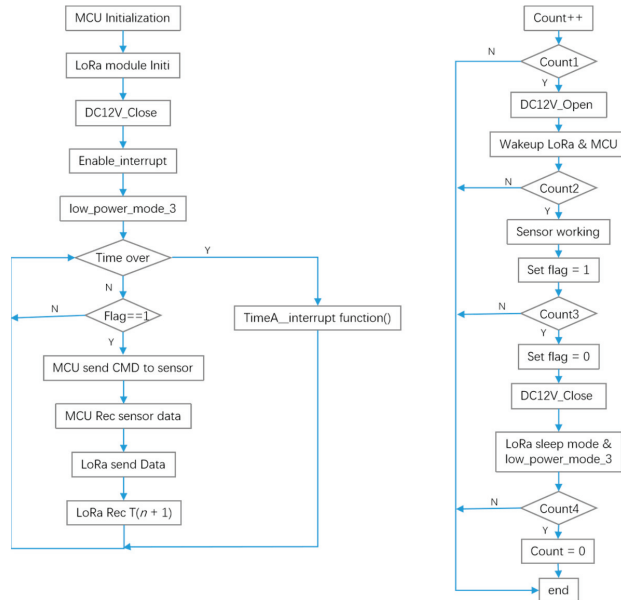 MCU Initialization
LoRa module Initi
DC12V_Close
Enable_interrupt
low_power_mode_3
Time over
Y
N
Flag==1
N
Y
TimeA__interrupt function()
MCU send CMD to sensor
MCU Rec sensor data
LoRa send Data
LoRa Rec T(n + 1)
Count++
N
Count1
Y
DC12V_Open
Wakeup LoRa & MCU
N
Count2
Y
Sensor working
Set flag = 1
N
Count3
Y
Set flag = 0
DC12V_Close
LoRa sleep mode &
low_power_mode_3
N
Count4
Y
Count = 0
end